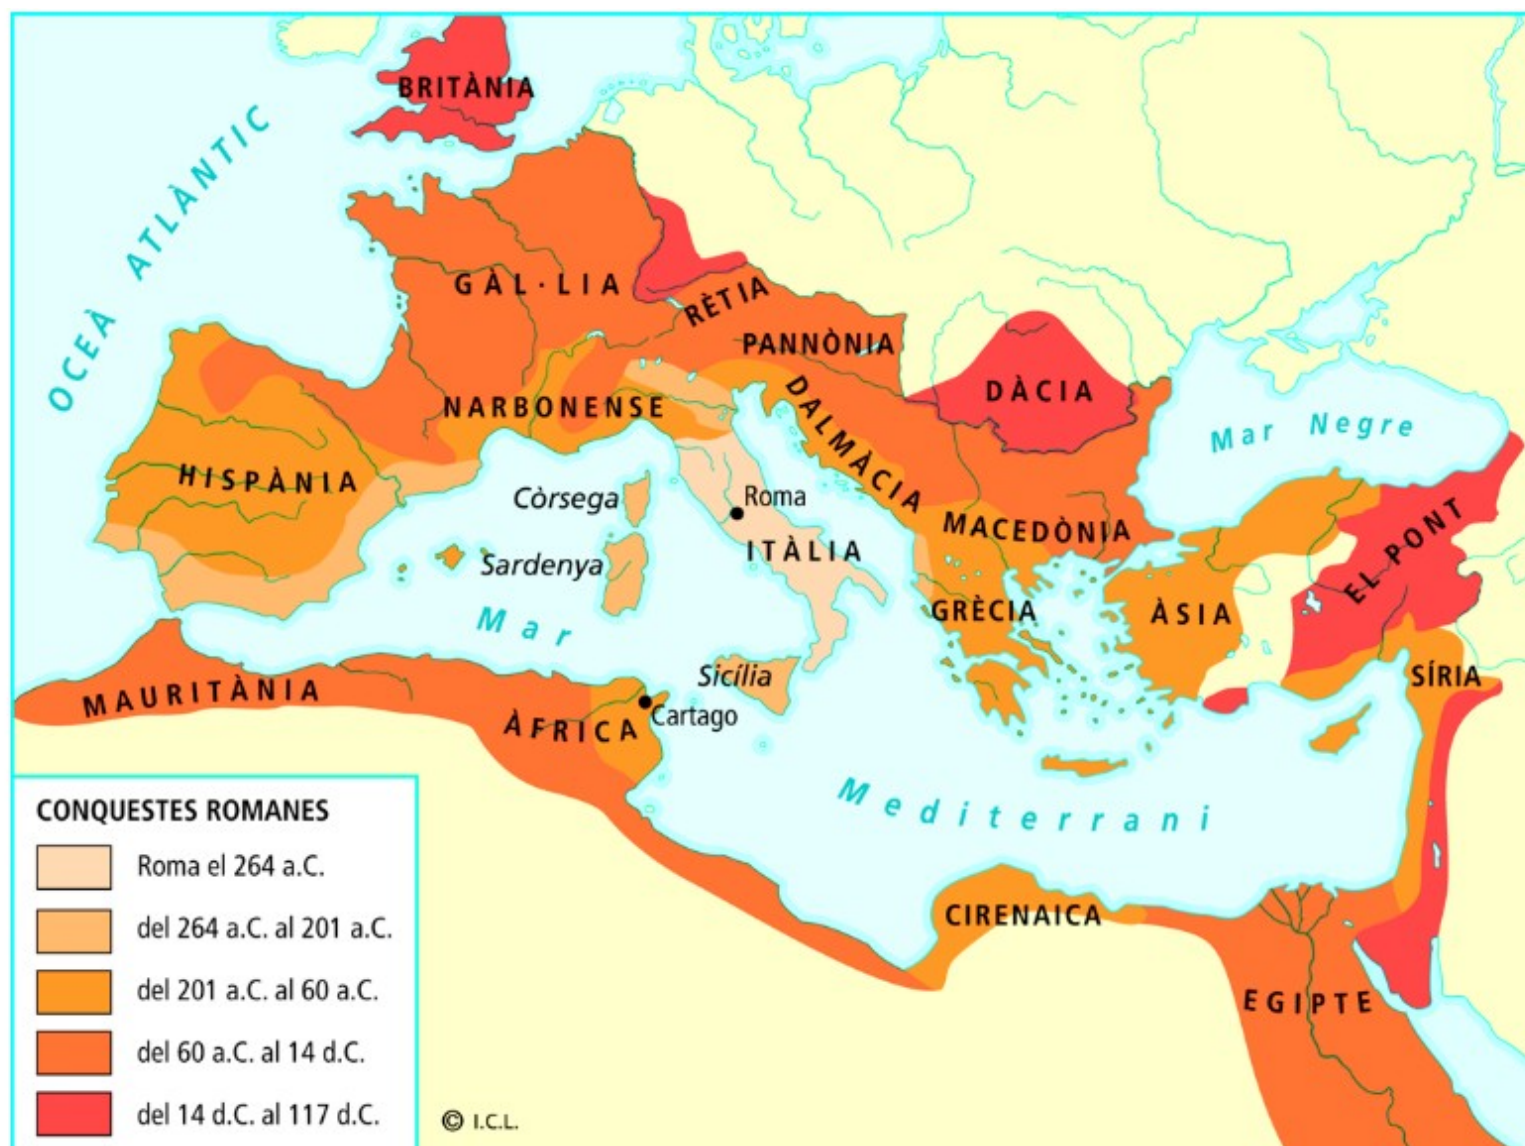 BRITÀNIA
OCEÀ ATLÀNTIC
GÀL·LIA
RÈTIA
PANNÒNIA
DÀCIA
NARBONENSE
DALMÀCIA
Mar Negre
HISPÀNIA
Còrsega
Roma
MACEDÒNIA
EL PONT
Sardenya
ITÀLIA
GRÈCIA
ÀSIA
Mar
Sicília
SÍRIA
MAURITÀNIA
ÀFRICA
Cartago
Mediterrani
CIRENAICA
EGIPTE
CONQUESTES ROMANES
Roma el 264 a.C.
del 264 a.C. al 201 a.C.
del 201 a.C. al 60 a.C.
del 60 a.C. al 14 d.C.
del 14 d.C. al 117 d.C.
© I.C.L.